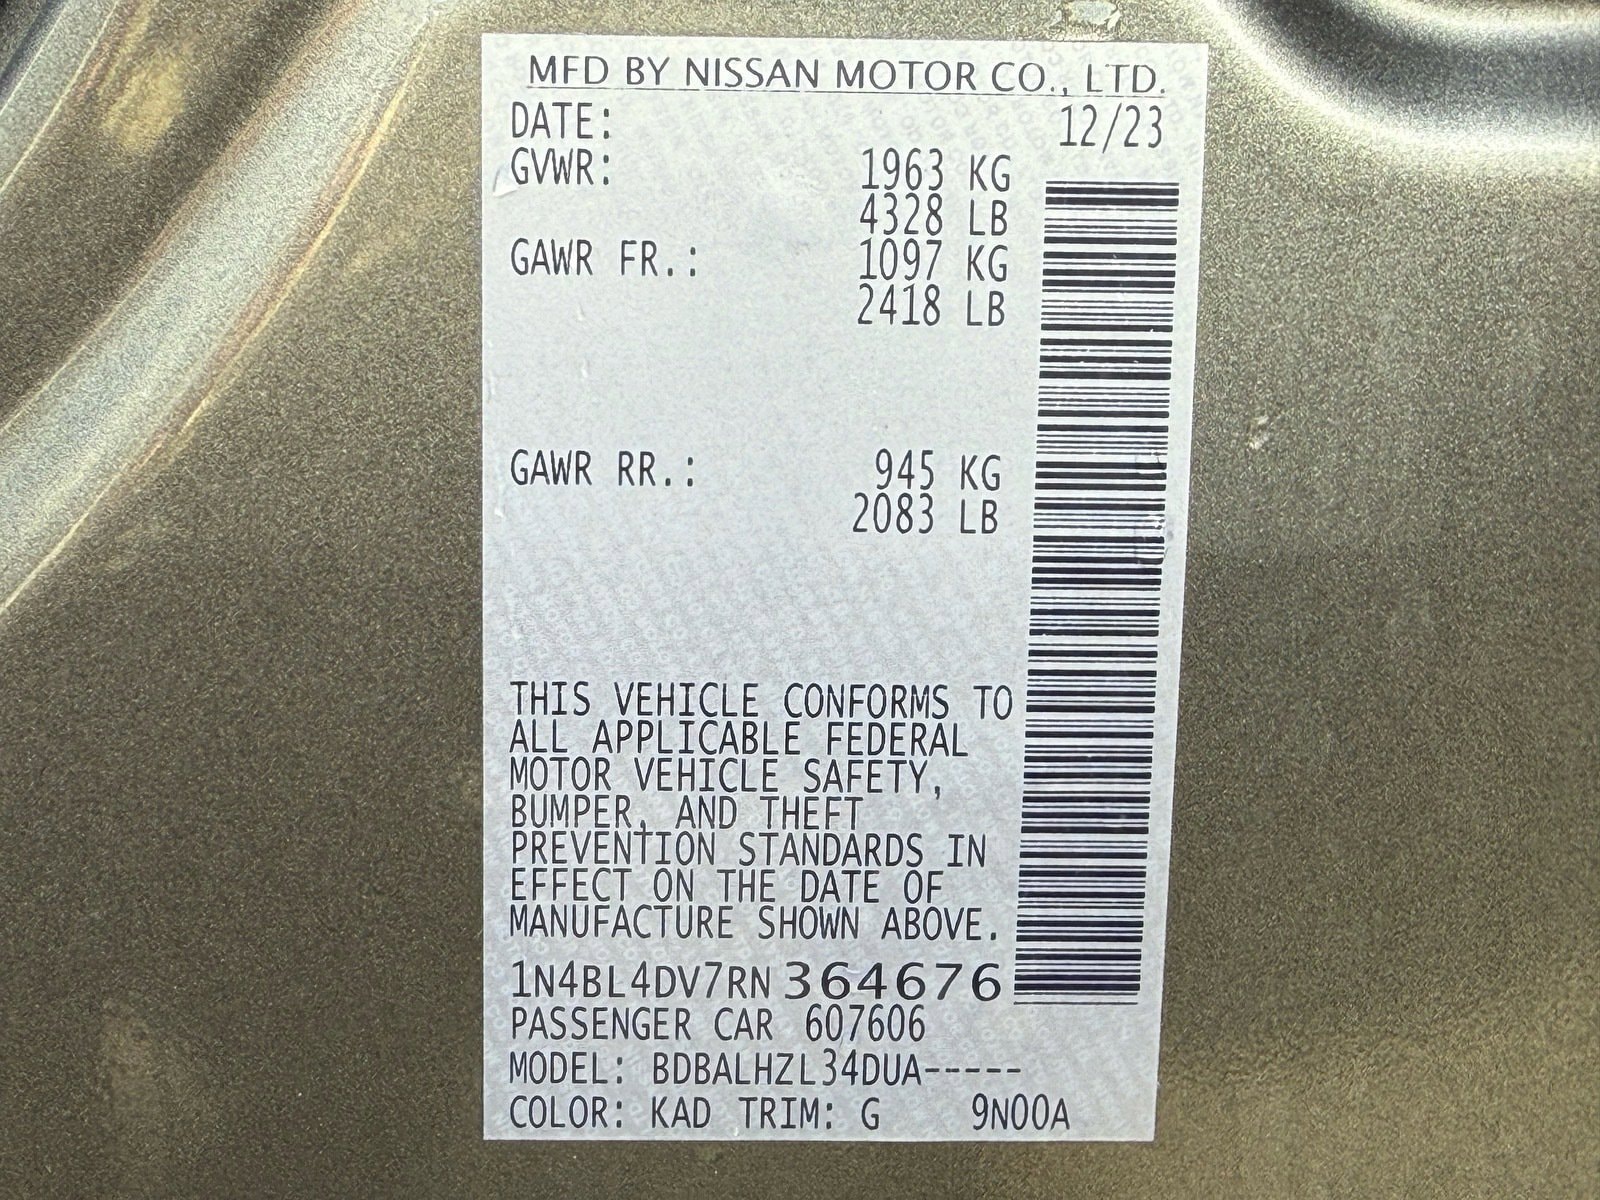 MFD BY NISSAN MOTOR CO., LTD.
DATE: 12/23
GVWR: 1963 KG
4328 LB
GAWR FR.: 1097 KG
2418 LB
GAWR RR.: 945 KG
2083 LB
THIS VEHICLE CONFORMS TO
ALL APPLICABLE FEDERAL
MOTOR VEHICLE SAFETY,
BUMPER, AND THEFT
PREVENTION STANDARDS IN
EFFECT ON THE DATE OF
MANUFACTURE SHOWN ABOVE.
1N4BL4DV7RN364676
PASSENGER CAR 607606
MODEL: BDBALHZL34DUA-----
COLOR: KAD TRIM: G 9N00A